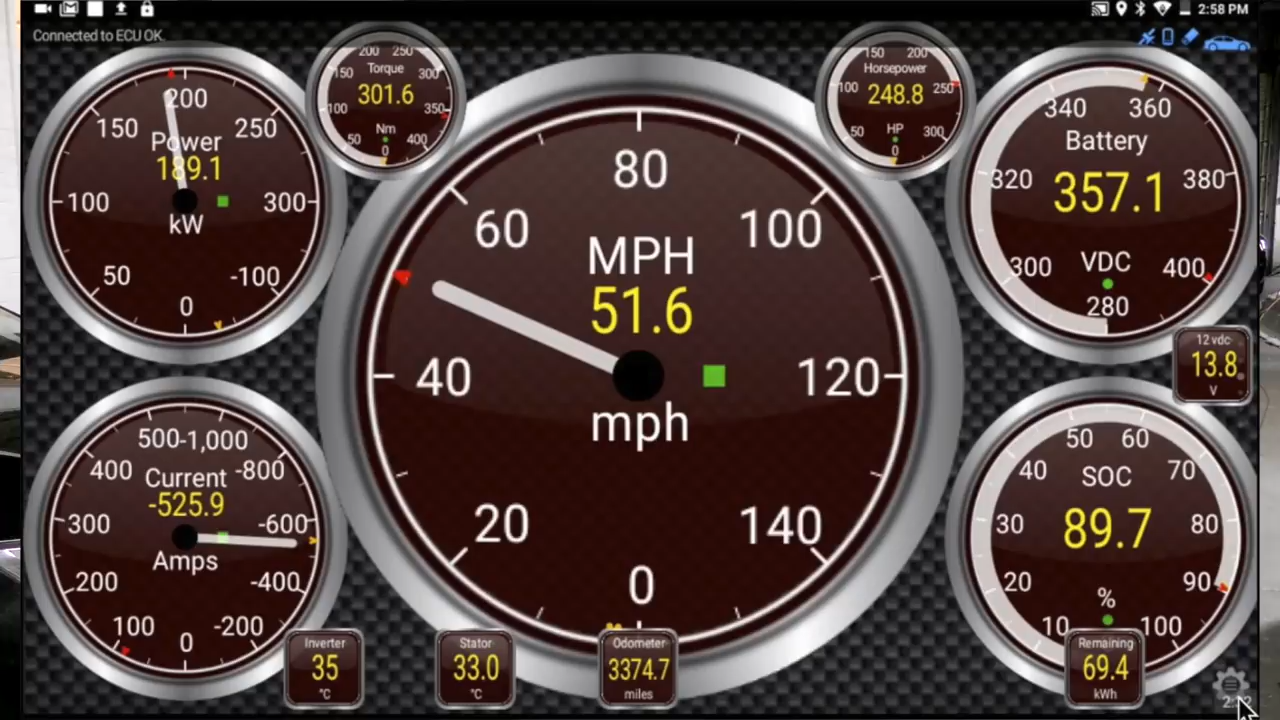 2:58 PM
Connected to ECU OK.
200
150
250
Power
189.1
100
300
kW
50
-100
0
200 250
150
Torque
300
301.6
100
350
Nm
50
400
0
150 200
Horsepower
100
250
248.8
HP
50
300
0
340
360
Battery
320
380
357.1
300
VDC
400
280
12 vdc
13.8
V
80
60
100
MPH
51.6
40
120
mph
20
140
0
500-1,000
400
-800
Current
-525.9
300
-600
Amps
200
-400
100
-200
0
50
60
40
70
SOC
30
80
89.7
20
90
%
10
100
Inverter
35
°C
Stator
33.0
°C
Odometer
3374.7
miles
Remaining
69.4
kWh